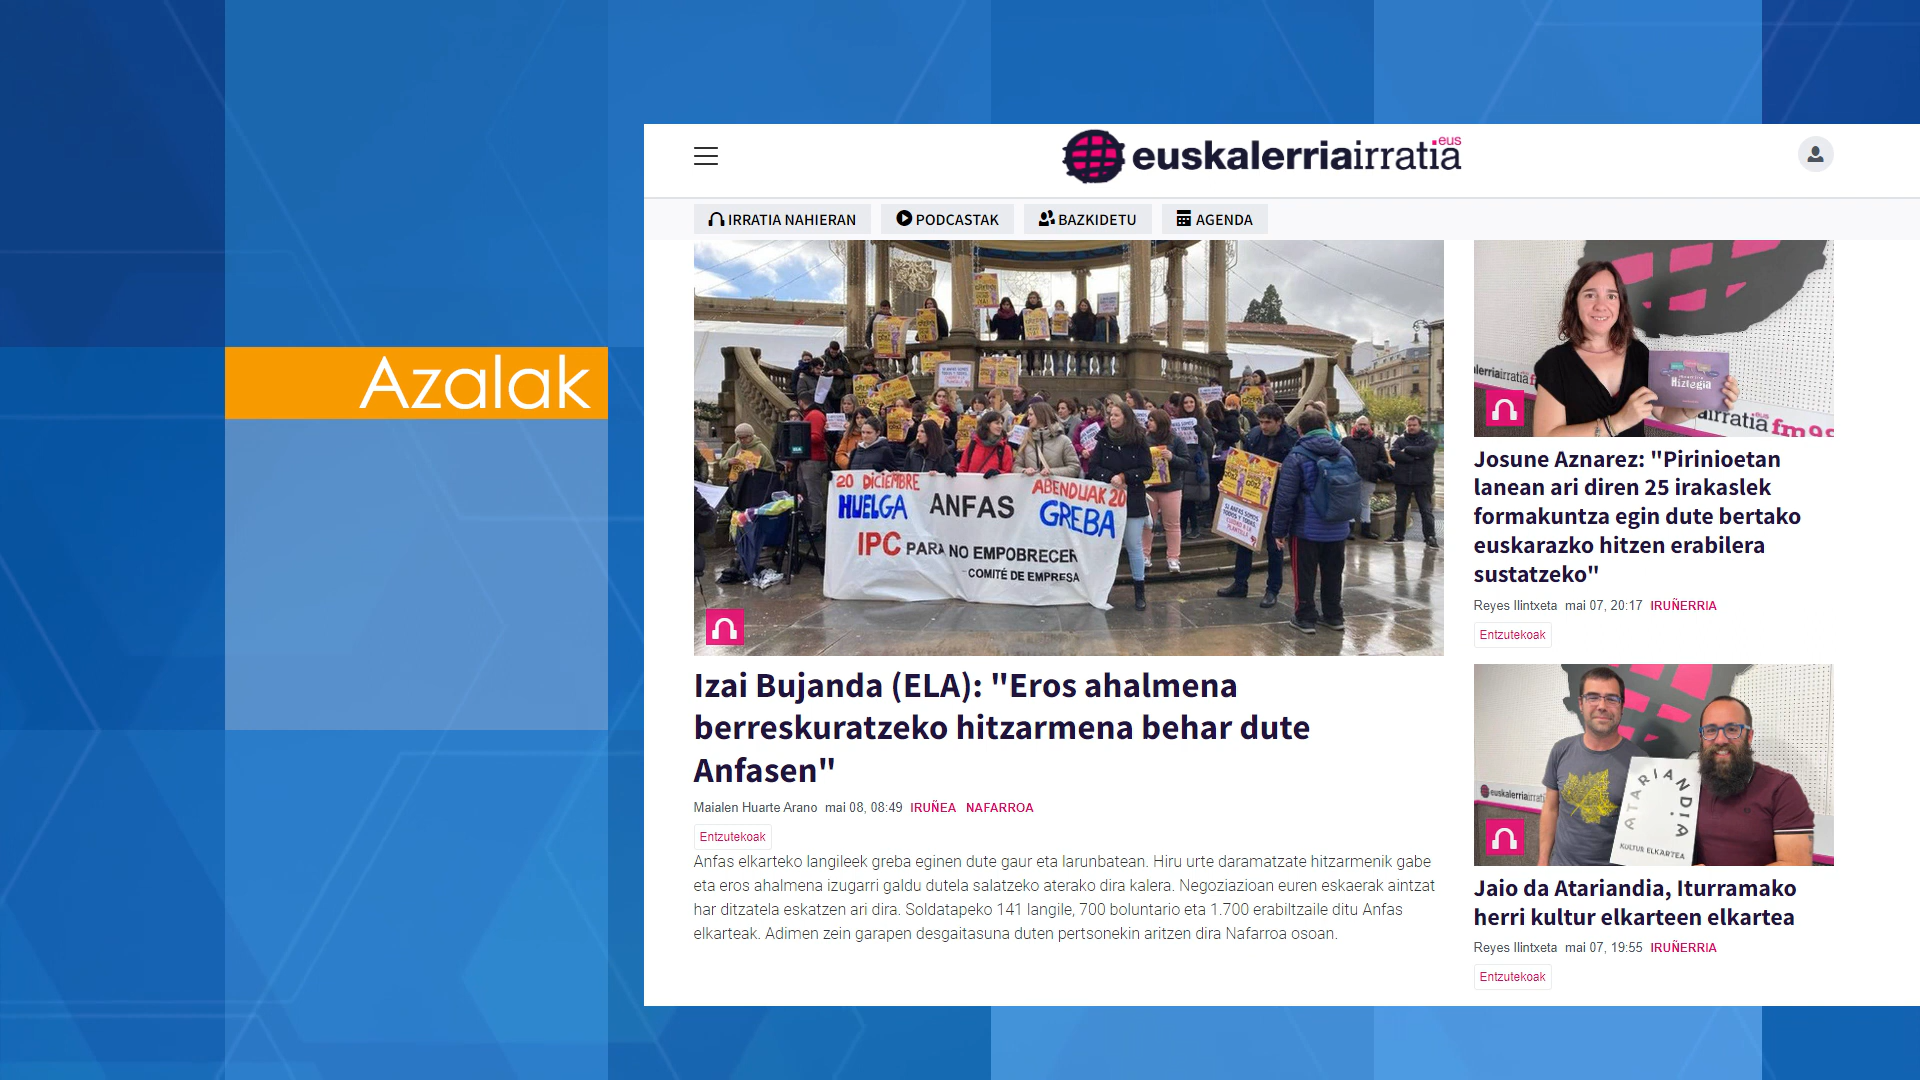 Azalak
euskalerriairratia.eus
IRRATIA NAHIERAN
PODCASTAK
BAZKIDETU
AGENDA
20 DICIEMBRE
HUELGA
ANFAS
ABENDUAK 20
GREBA
IPC PARA NO EMPOBRECER
- COMITÉ DE EMPRESA
Izai Bujanda (ELA): "Eros ahalmena
berreskuratzeko hitzarmena behar dute
Anfasen"
Maialen Huarte Arano mai 08, 08:49 IRUÑEA NAFARROA
Entzutekoak
Anfas elkarteko langileek greba eginen dute gaur eta larunbatean. Hiru urte daramatzate hitzarmenik gabe
eta eros ahalmena izugarri galdu dutela salatzeko aterako dira kalera. Negoziazioan euren eskaerak aintzat
har ditzatela eskatzen ari dira. Soldatapeko 141 langile, 700 boluntario eta 1.700 erabiltzaile ditu Anfas
elkarteak. Adimen zein garapen desgaitasuna duten pertsonekin aritzen dira Nafarroa osoan.
Hiztegia
Josune Aznarez: "Pirinioetan
lanean ari diren 25 irakaslek
formakuntza egin dute bertako
euskarazko hitzen erabilera
sustatzeko"
Reyes Ilintxeta mai 07, 20:17 IRUÑERRIA
Entzutekoak
ATARIANDIA
KULTUR ELKARTEA
Jaio da Atariandia, Iturramako
herri kultur elkarteen elkartea
Reyes Ilintxeta mai 07, 19:55 IRUÑERRIA
Entzutekoak